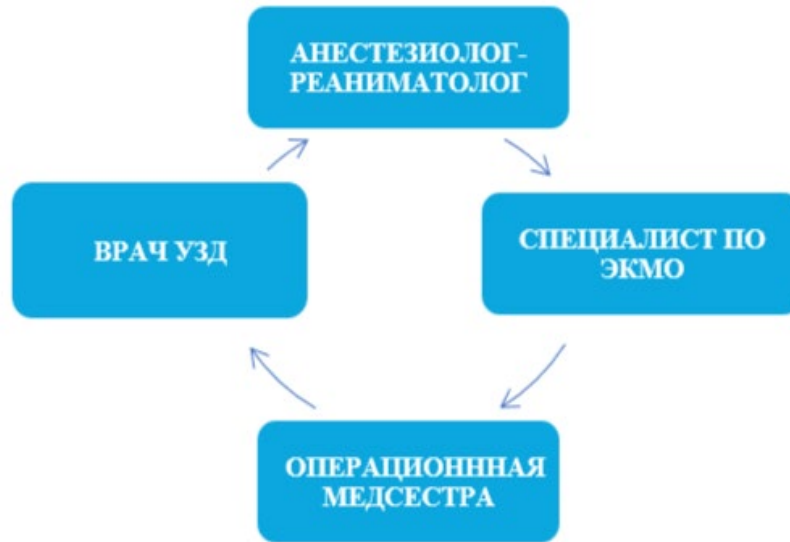 АНЕСТЕЗИОЛОГ-
РЕАНИМАТОЛОГ
СПЕЦИАЛИСТ ПО
ЭКМО
ОПЕРАЦИОНННАЯ
МЕДСЕСТРА
ВРАЧ УЗД